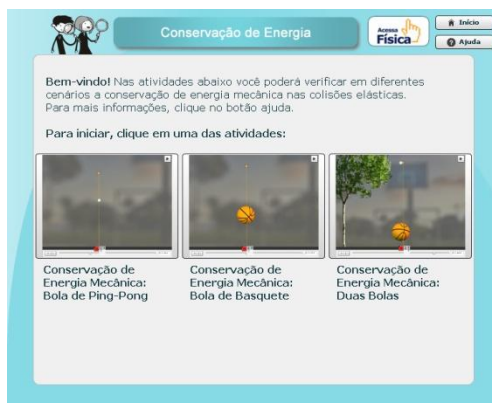 Conservação de Energia
Acessa
Física
Início
Ajuda
Bem-vindo! Nas atividades abaixo você poderá verificar em diferentes
cenários a conservação de energia mecânica nas colisões elásticas.
Para mais informações, clique no botão ajuda.
Para iniciar, clique em uma das atividades:
Conservação de
Energia Mecânica:
Bola de Ping-Pong
Conservação de
Energia Mecânica:
Bola de Basquete
Conservação de
Energia Mecânica:
Duas Bolas